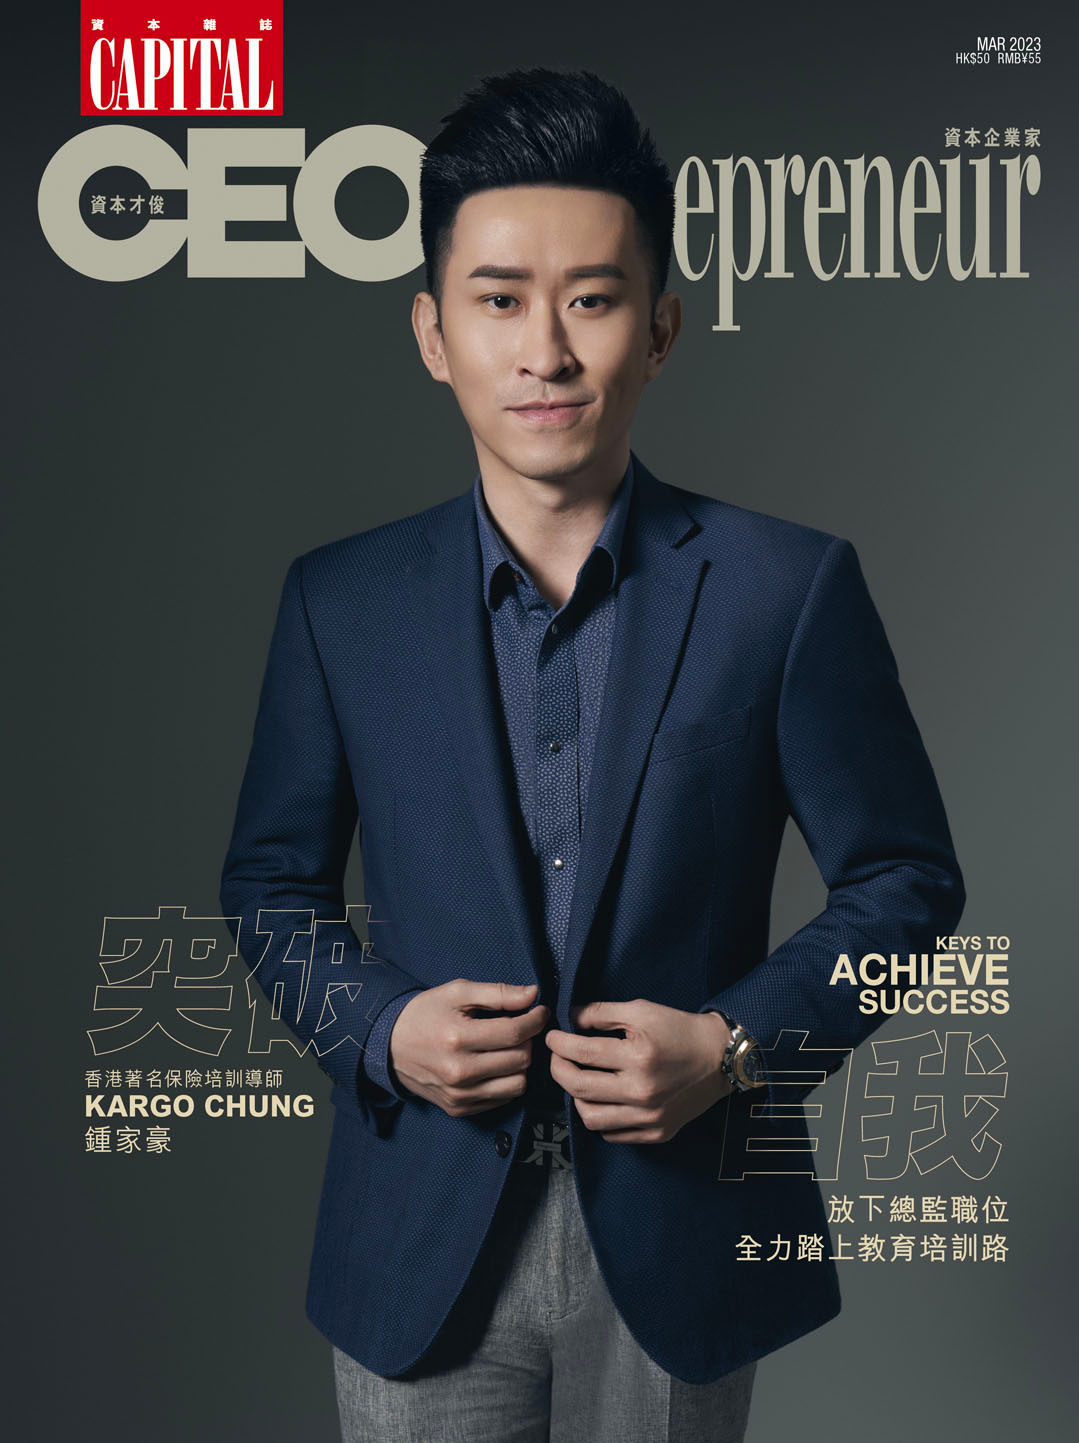 資本雜誌
CAPITAL
MAR 2023
HK$50 RMB¥55
CEO
資本才俊
資本企業家
epreneur
突破
香港著名保險培訓導師
KARGO CHUNG
鍾家豪
KEYS TO
ACHIEVE
SUCCESS
自我
放下總監職位
全力踏上教育培訓路